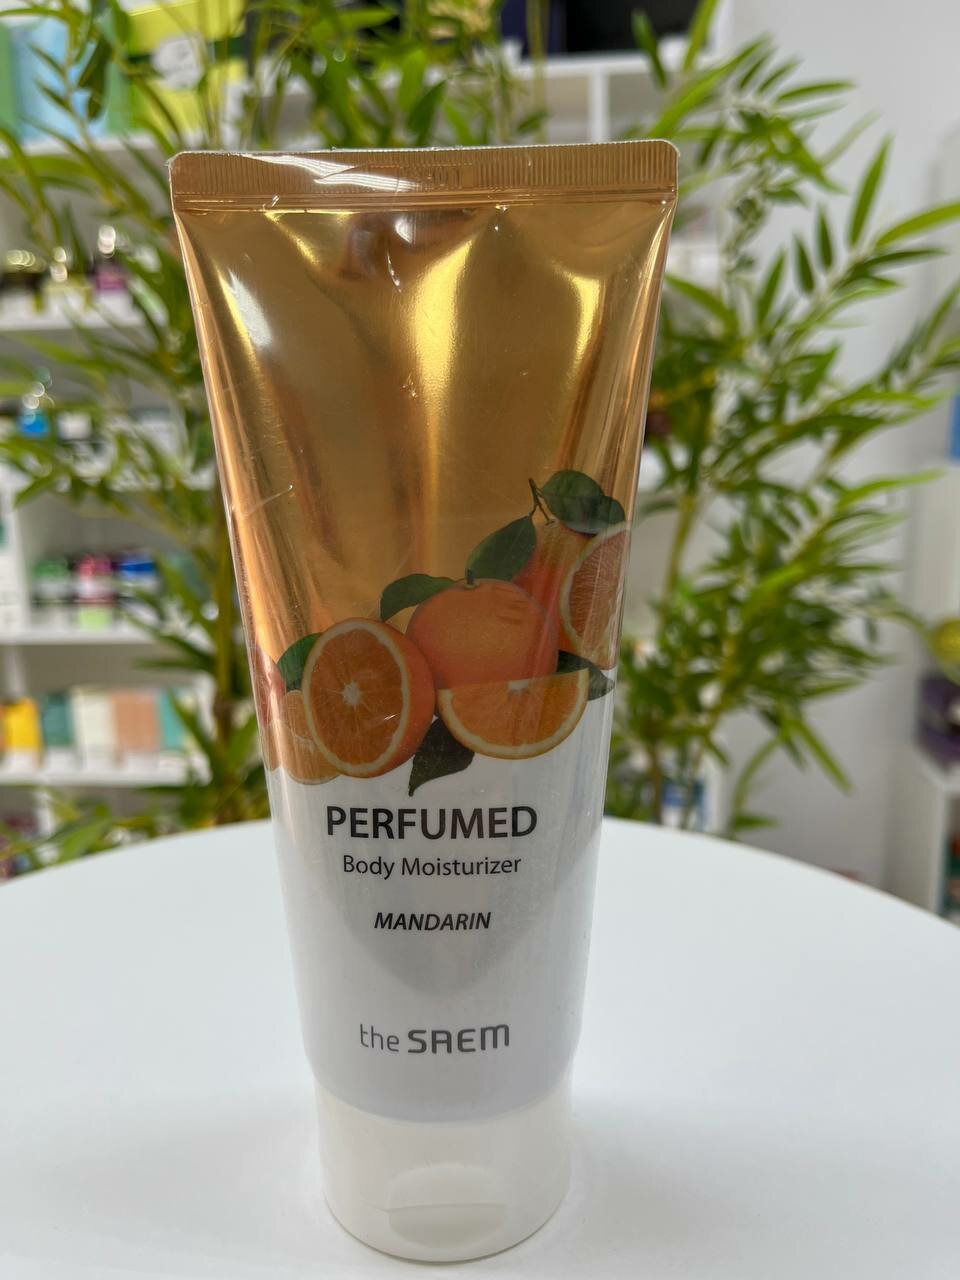 PERFUMED
Body Moisturizer
MANDARIN
the SAEM